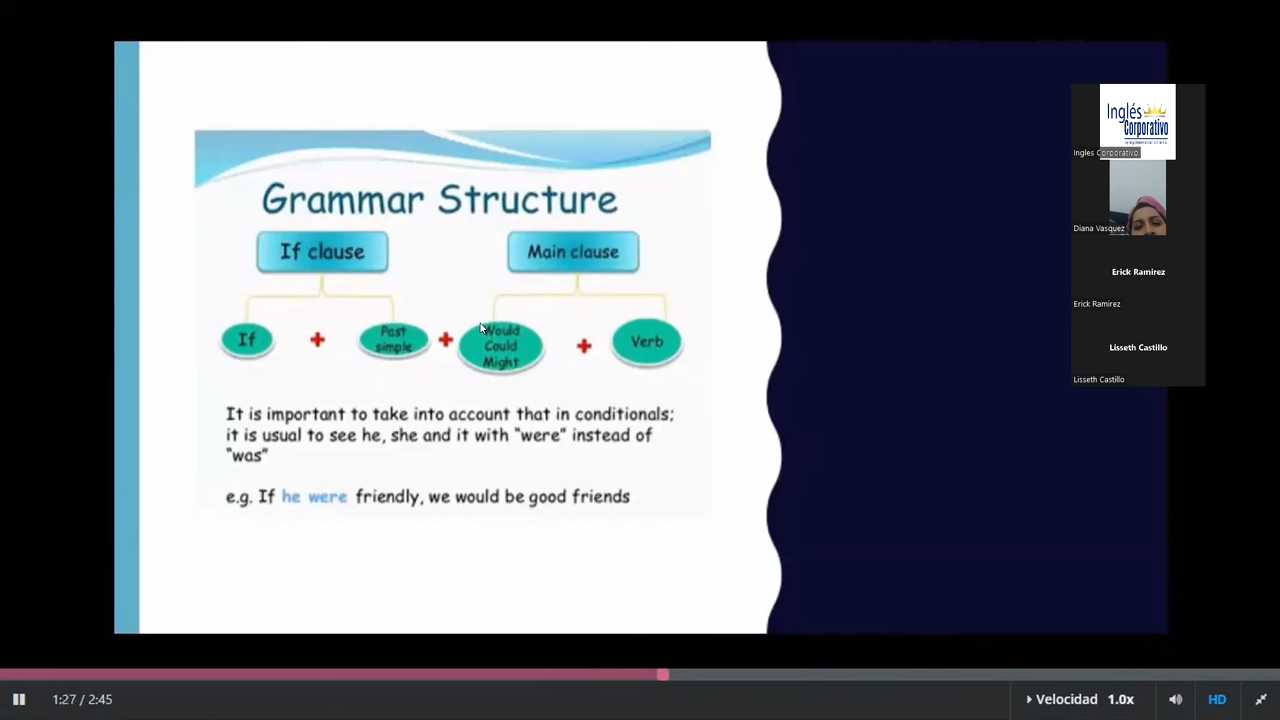 Grammar Structure
If clause
Main clause
If
Past
simple
Would
Could
Might
Verb
It is important to take into account that in conditionals;
it is usual to see he, she and it with “were” instead of
“was”
e.g. If he were friendly, we would be good friends
Inglés
Corporativo
Ingles Corporativo
Diana Vasquez
Erick Ramirez
Erick Ramirez
Lisseth Castillo
Lisseth Castillo
1:27 / 2:45
Velocidad 1.0x
HD